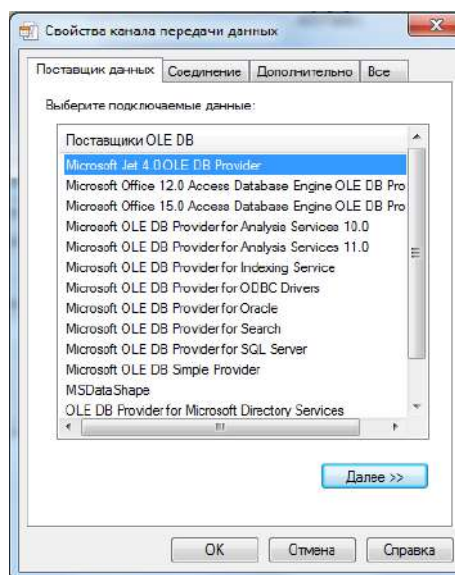 Свойства канала передачи данных
Поставщик данных Соединение Дополнительно Все
Выберите подключаемые данные:
Поставщики OLE DB
Microsoft Jet 4.0 OLE DB Provider
Microsoft Office 12.0 Access Database Engine OLE DB Pro
Microsoft Office 15.0 Access Database Engine OLE DB Pro
Microsoft OLE DB Provider for Analysis Services 10.0
Microsoft OLE DB Provider for Analysis Services 11.0
Microsoft OLE DB Provider for Indexing Service
Microsoft OLE DB Provider for ODBC Drivers
Microsoft OLE DB Provider for Oracle
Microsoft OLE DB Provider for Search
Microsoft OLE DB Provider for SQL Server
Microsoft OLE DB Simple Provider
MSDataShape
OLE DB Provider for Microsoft Directory Services
Далее >>
OK Отмена Справка